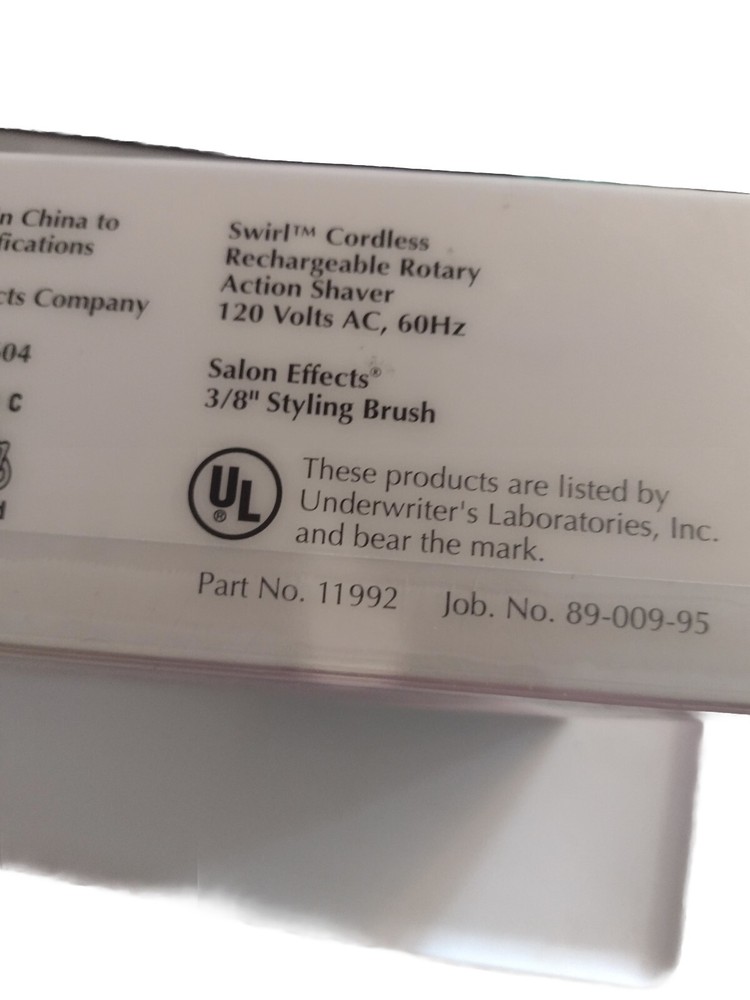 n China to
fications
cts Company
04
C
Swirl™ Cordless
Rechargeable Rotary
Action Shaver
120 Volts AC, 60Hz
Salon Effects®
3/8" Styling Brush
UL®
These products are listed by
Underwriter's Laboratories, Inc.
and bear the mark.
Part No. 11992 Job. No. 89-009-95